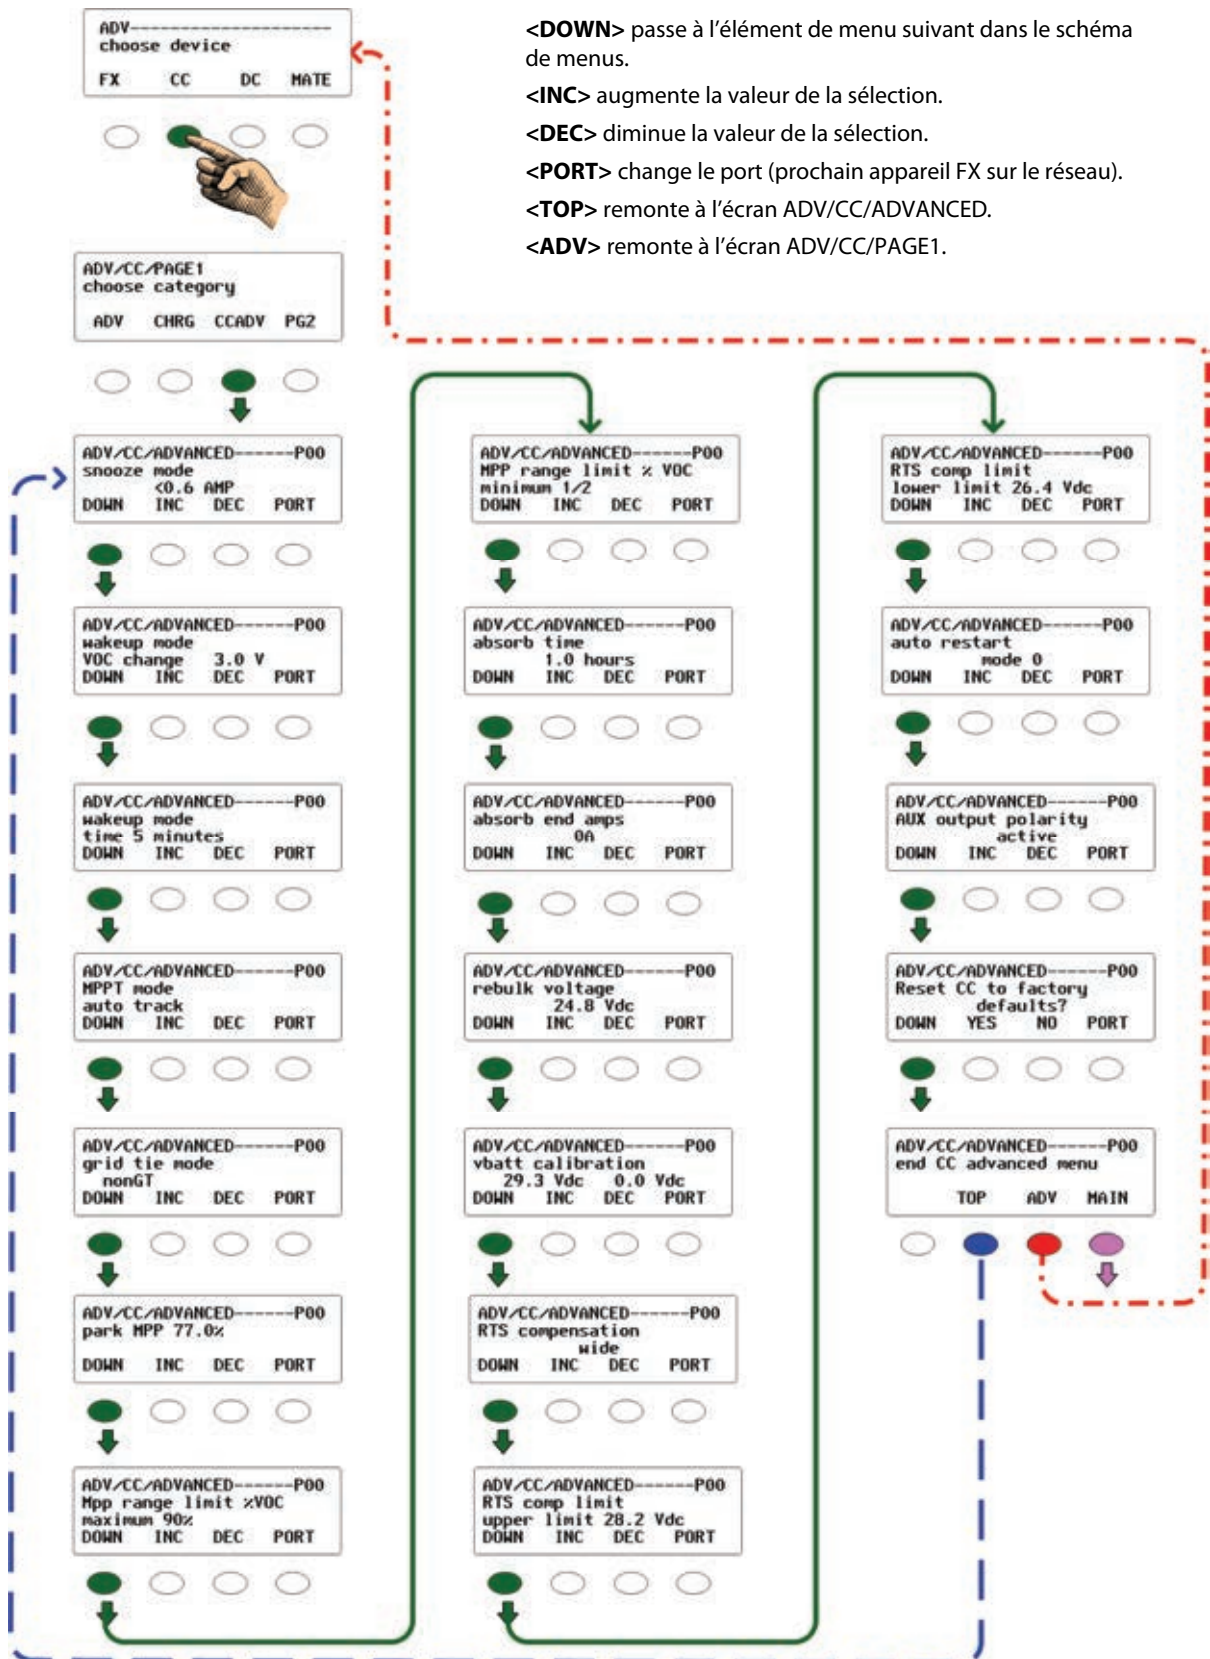 ADV-------------------
choose device
FX CC DC MATE
<DOWN> passe à l'élément de menu suivant dans le schéma
de menus.
<INC> augmente la valeur de la sélection.
<DEC> diminue la valeur de la sélection.
<PORT> change le port (prochain appareil FX sur le réseau).
<TOP> remonte à l'écran ADV/CC/ADVANCED.
<ADV> remonte à l'écran ADV/CC/PAGE1.
ADV/CC/PAGE1
choose category
ADV CHRG CCADV PG2
ADV/CC/ADVANCED------P00
snooze mode
<0.6 AMP
DOWN INC DEC PORT
ADV/CC/ADVANCED------P00
wakeup mode
VOC change 3.0 V
DOWN INC DEC PORT
ADV/CC/ADVANCED------P00
wakeup mode
time 5 minutes
DOWN INC DEC PORT
ADV/CC/ADVANCED------P00
MPPT mode
auto track
DOWN INC DEC PORT
ADV/CC/ADVANCED------P00
grid tie mode
nonGT
DOWN INC DEC PORT
ADV/CC/ADVANCED------P00
park MPP 77.0%
DOWN INC DEC PORT
ADV/CC/ADVANCED------P00
Mpp range limit %VOC
maximum 90%
DOWN INC DEC PORT
ADV/CC/ADVANCED------P00
MPP range limit % VOC
minimum 1/2
DOWN INC DEC PORT
ADV/CC/ADVANCED------P00
absorb time
1.0 hours
DOWN INC DEC PORT
ADV/CC/ADVANCED------P00
absorb end amps
0A
DOWN INC DEC PORT
ADV/CC/ADVANCED------P00
rebulk voltage
24.8 Vdc
DOWN INC DEC PORT
ADV/CC/ADVANCED------P00
vbatt calibration
29.3 Vdc 0.0 Vdc
DOWN INC DEC PORT
ADV/CC/ADVANCED------P00
RTS compensation
wide
DOWN INC DEC PORT
ADV/CC/ADVANCED------P00
RTS comp limit
upper limit 28.2 Vdc
DOWN INC DEC PORT
ADV/CC/ADVANCED------P00
RTS comp limit
lower limit 26.4 Vdc
DOWN INC DEC PORT
ADV/CC/ADVANCED------P00
auto restart
mode 0
DOWN INC DEC PORT
ADV/CC/ADVANCED------P00
AUX output polarity
active
DOWN INC DEC PORT
ADV/CC/ADVANCED------P00
Reset CC to factory
defaults?
DOWN YES NO PORT
ADV/CC/ADVANCED------P00
end CC advanced menu
TOP ADV MAIN